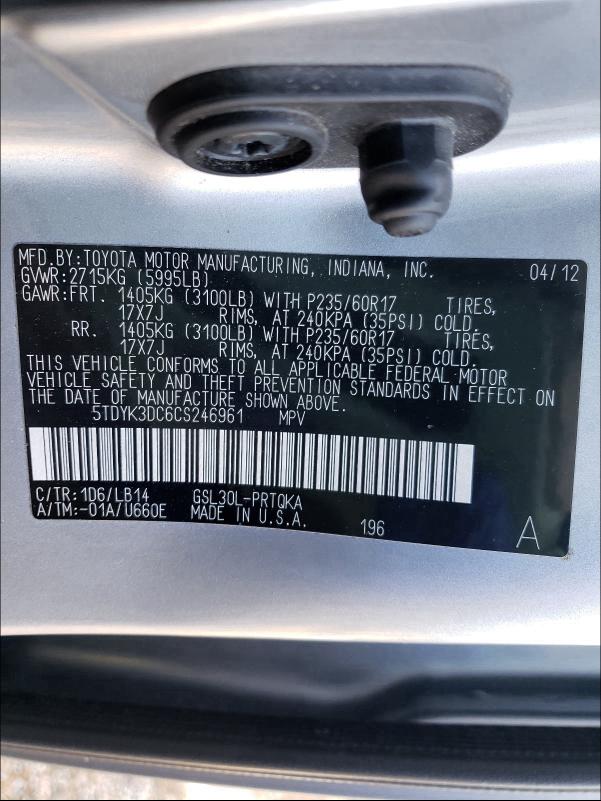 MFD.BY:TOYOTA MOTOR MANUFACTURING, INDIANA, INC. 04/12
GVWR:2715KG (5995LB)
GAWR:FRT. 1405KG (3100LB) WITH P235/60R17 TIRES,
17X7J RIMS, AT 240KPA (35PSI) COLD.
RR. 1405KG (3100LB) WITH P235/60R17 TIRES,
17X7J RIMS, AT 240KPA (35PSI) COLD.
THIS VEHICLE CONFORMS TO ALL APPLICABLE FEDERAL MOTOR
VEHICLE SAFETY AND THEFT PREVENTION STANDARDS IN EFFECT ON
THE DATE OF MANUFACTURE SHOWN ABOVE.
5TDYK3DC6CS246961 MPV
C/TR:1D6/LB14 GSL30L-PRTQKA
A/TM:-01A/U660E MADE IN U.S.A. 196 A